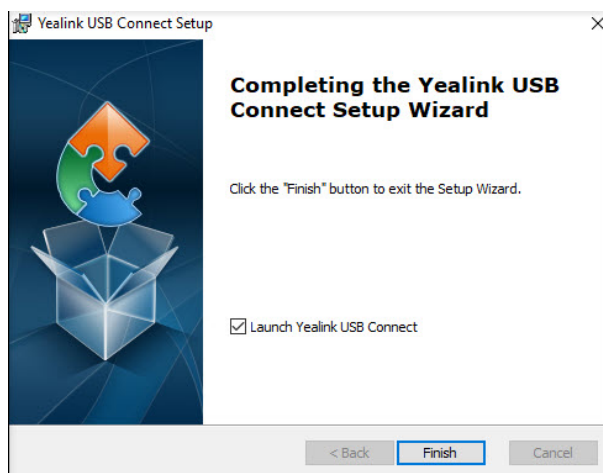 Yealink USB Connect Setup
Completing the Yealink USB
Connect Setup Wizard
Click the "Finish" button to exit the Setup Wizard.
Launch Yealink USB Connect
< Back Finish Cancel